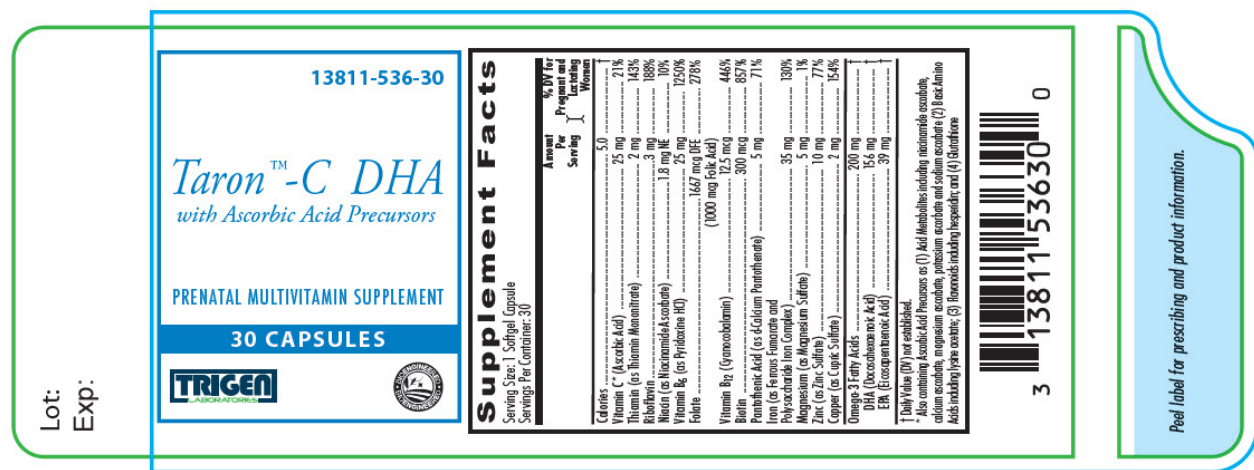 Lot:
Exp:
13811-536-30
Taron™-C DHA
with Ascorbic Acid Precursors
PRENATAL MULTIVITAMIN SUPPLEMENT
30 CAPSULES
TRIGEN
LABORATORIES
Supplement Facts
Serving Size: 1 Softgel Capsule
Servings Per Container: 30
Amount Per Serving
% DV for Pregnant and Lactating Women
Calories 5.0 †
Vitamin C* (Ascorbic Acid) 25 mg 21%
Thiamin (as Thiamin Mononitrate) 2 mg 143%
Riboflavin 3 mg 188%
Niacin (as Niacinamide Ascorbate) 1.8 mg NE 10%
Vitamin B6 (as Pyridoxine HCl) 25 mg 1250%
Folate 1667 mcg DFE 278%
(1000 mcg Folic Acid)
Vitamin B12 (Cyanocobalamin) 12.5 mcg 446%
Biotin 300 mcg 857%
Pantothenic Acid (as d-Calcium Pantothenate) 5 mg 71%
Iron (as Ferrous Fumarate and
Polysaccharide Iron Complex) 35 mg 130%
Magnesium (as Magnesium Sulfate) 5 mg 1%
Zinc (as Zinc Sulfate) 10 mg 77%
Copper (as Cupric Sulfate) 2 mg 154%
Omega-3 Fatty Acids 200 mg †
DHA (Docosahexaenoic Acid) 156 mg †
EPA (Eicosapentaenoic Acid) 39 mg †
† Daily Value (DV) not established.
* Also containing Ascorbic Acid Precursors as (1) Acid Metabolites including niacinamide ascorbate,
calcium ascorbate, magnesium ascorbate, potassium ascorbate and sodium ascorbate (2) Basic Amino
Acids including lysine acetate; (3) Flavonoids including hesperidin; and (4) Glutathione
3 13811 53630 0
Peel label for prescribing and product information.